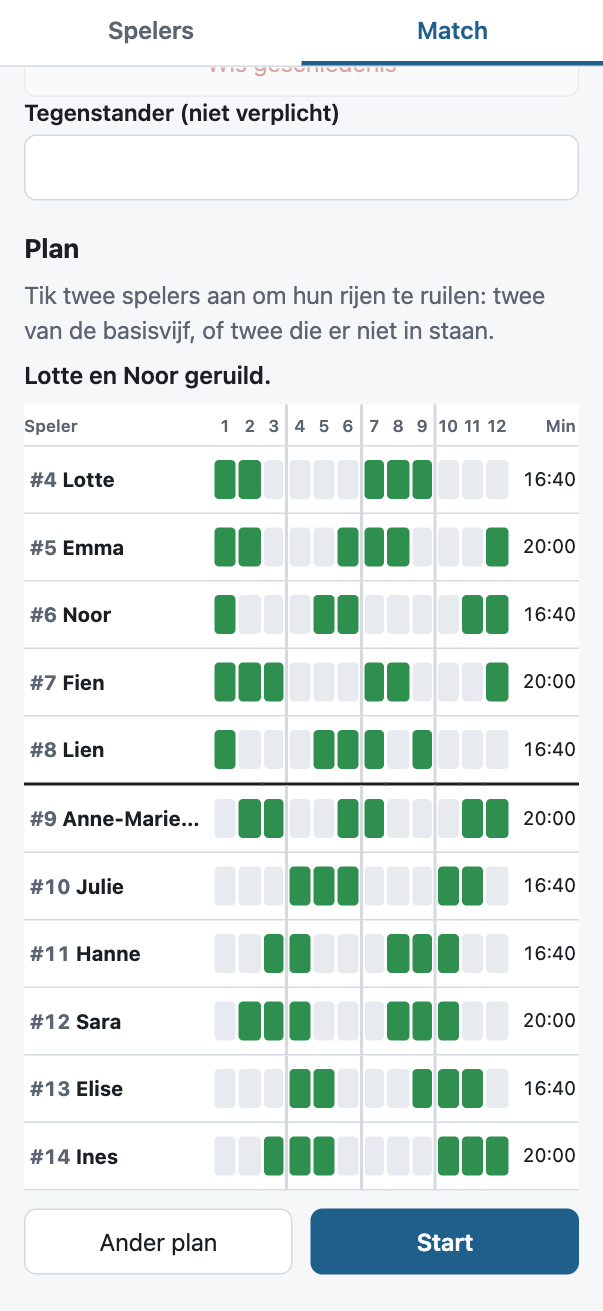 Spelers Match
Wis geschiedenis
Tegenstander (niet verplicht)
Plan
Tik twee spelers aan om hun rijen te ruilen: twee
van de basisvijf, of twee die er niet in staan.
Lotte en Noor geruild.
Speler 1 2 3 4 5 6 7 8 9 10 11 12 Min
#4 Lotte 16:40
#5 Emma 20:00
#6 Noor 16:40
#7 Fien 20:00
#8 Lien 16:40
#9 Anne-Marie... 20:00
#10 Julie 16:40
#11 Hanne 16:40
#12 Sara 20:00
#13 Elise 16:40
#14 Ines 20:00
Ander plan Start